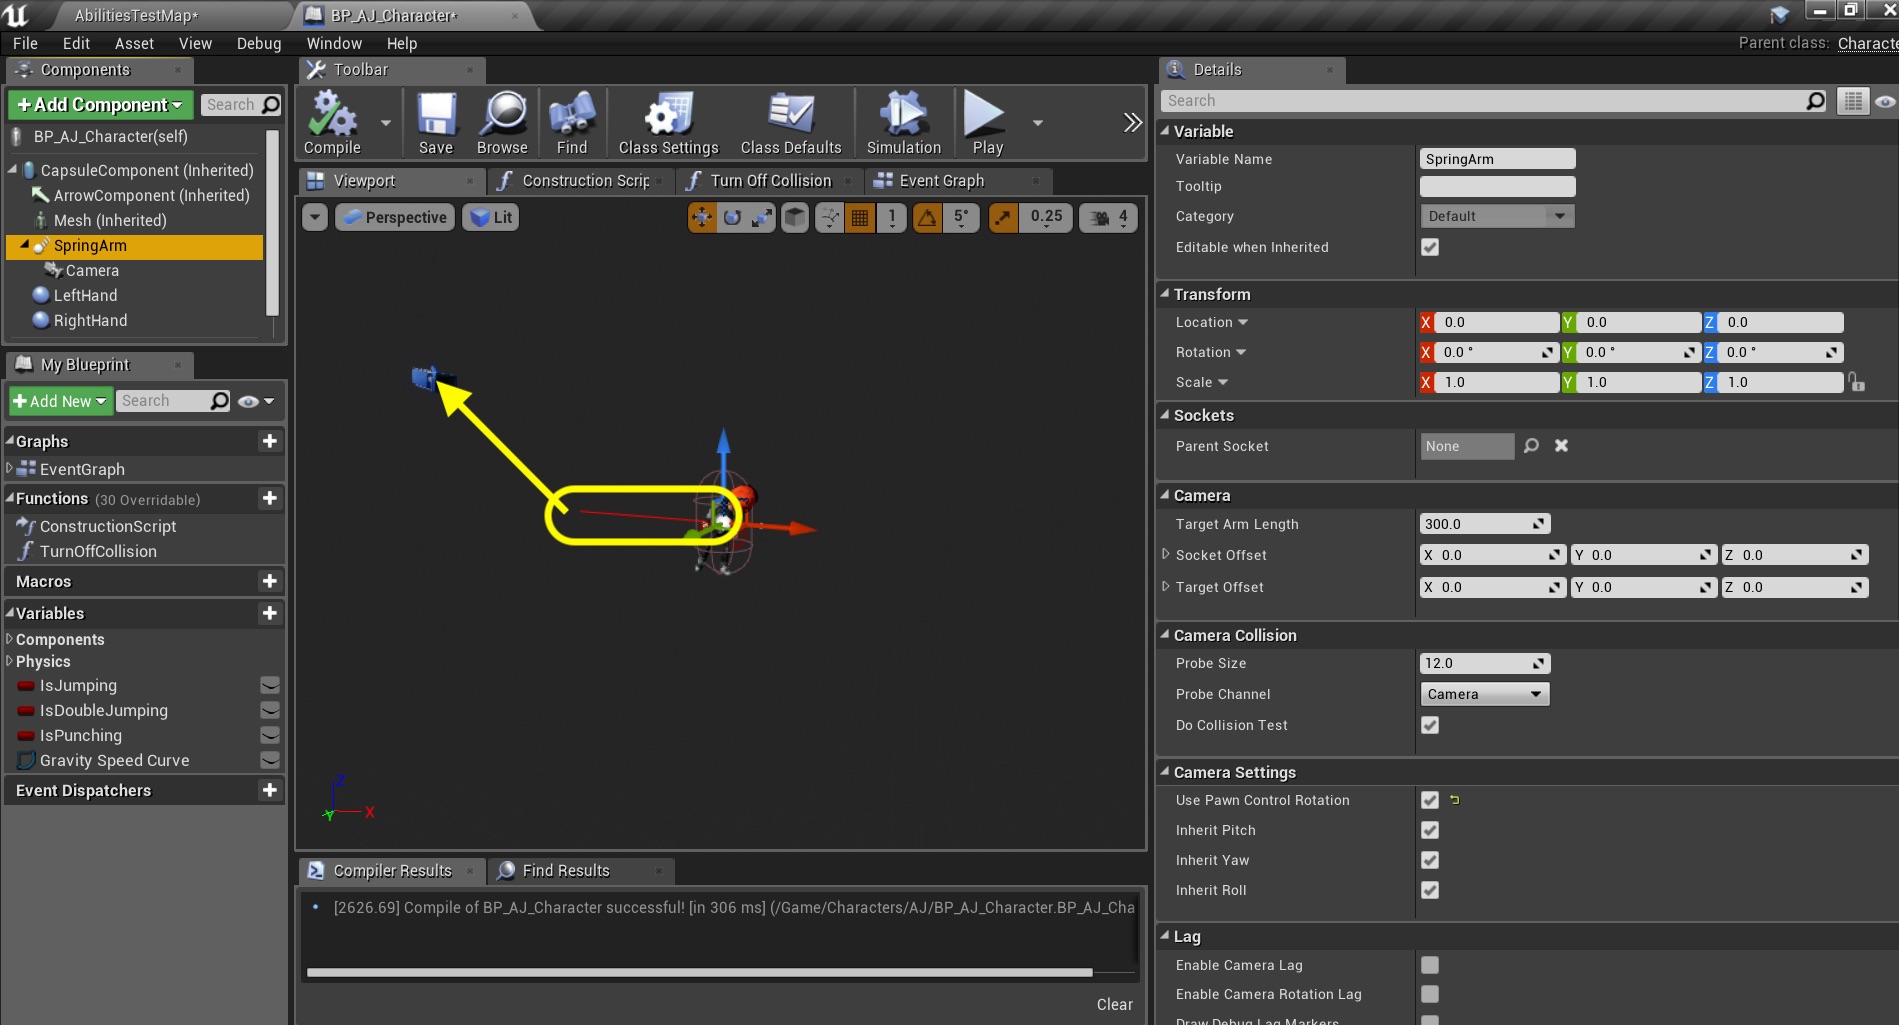 AbilitiesTestMap*
BP_AJ_Character*
File Edit Asset View Debug Window Help
Parent class: Characte
Components
+Add Component
Search
BP_AJ_Character(self)
CapsuleComponent (Inherited)
ArrowComponent (Inherited)
Mesh (Inherited)
SpringArm
Camera
LeftHand
RightHand
My Blueprint
+Add New
Search
Graphs
EventGraph
Functions (30 Overridable)
ConstructionScript
TurnOffCollision
Macros
Variables
Components
Physics
IsJumping
IsDoubleJumping
IsPunching
Gravity Speed Curve
Event Dispatchers
Toolbar
Compile Save Browse Find Class Settings Class Defaults Simulation Play
Viewport
Construction Scrip
Turn Off Collision
Event Graph
Perspective
Lit
1
5°
0.25
4
Z
Y
X
Compiler Results
Find Results
[2626.69] Compile of BP_AJ_Character successful! [in 306 ms] (/Game/Characters/AJ/BP_AJ_Character.BP_AJ_Cha
Clear
Details
Search
Variable
Variable Name SpringArm
Tooltip
Category Default
Editable when Inherited
Transform
Location X 0.0 Y 0.0 Z 0.0
Rotation X 0.0 ° Y 0.0 ° Z 0.0 °
Scale X 1.0 Y 1.0 Z 1.0
Sockets
Parent Socket None
Camera
Target Arm Length 300.0
Socket Offset X 0.0 Y 0.0 Z 0.0
Target Offset X 0.0 Y 0.0 Z 0.0
Camera Collision
Probe Size 12.0
Probe Channel Camera
Do Collision Test
Camera Settings
Use Pawn Control Rotation
Inherit Pitch
Inherit Yaw
Inherit Roll
Lag
Enable Camera Lag
Enable Camera Rotation Lag
Draw Debug Lag Markers